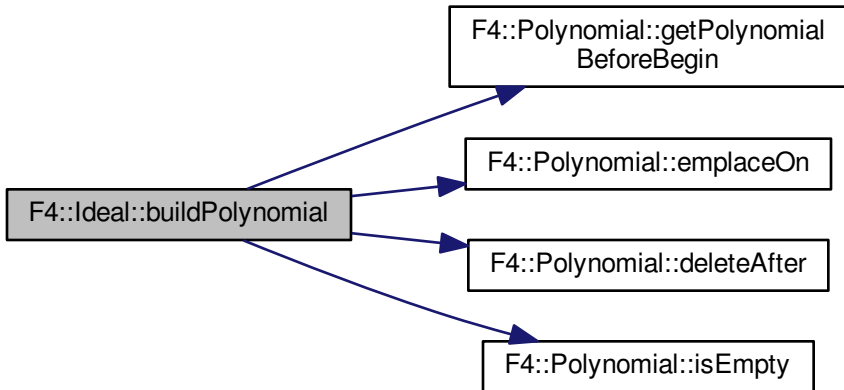 F4::Polynomial::getPolynomial
BeforeBegin
F4::Polynomial::emplaceOn
F4::Ideal::buildPolynomial
F4::Polynomial::deleteAfter
F4::Polynomial::isEmpty